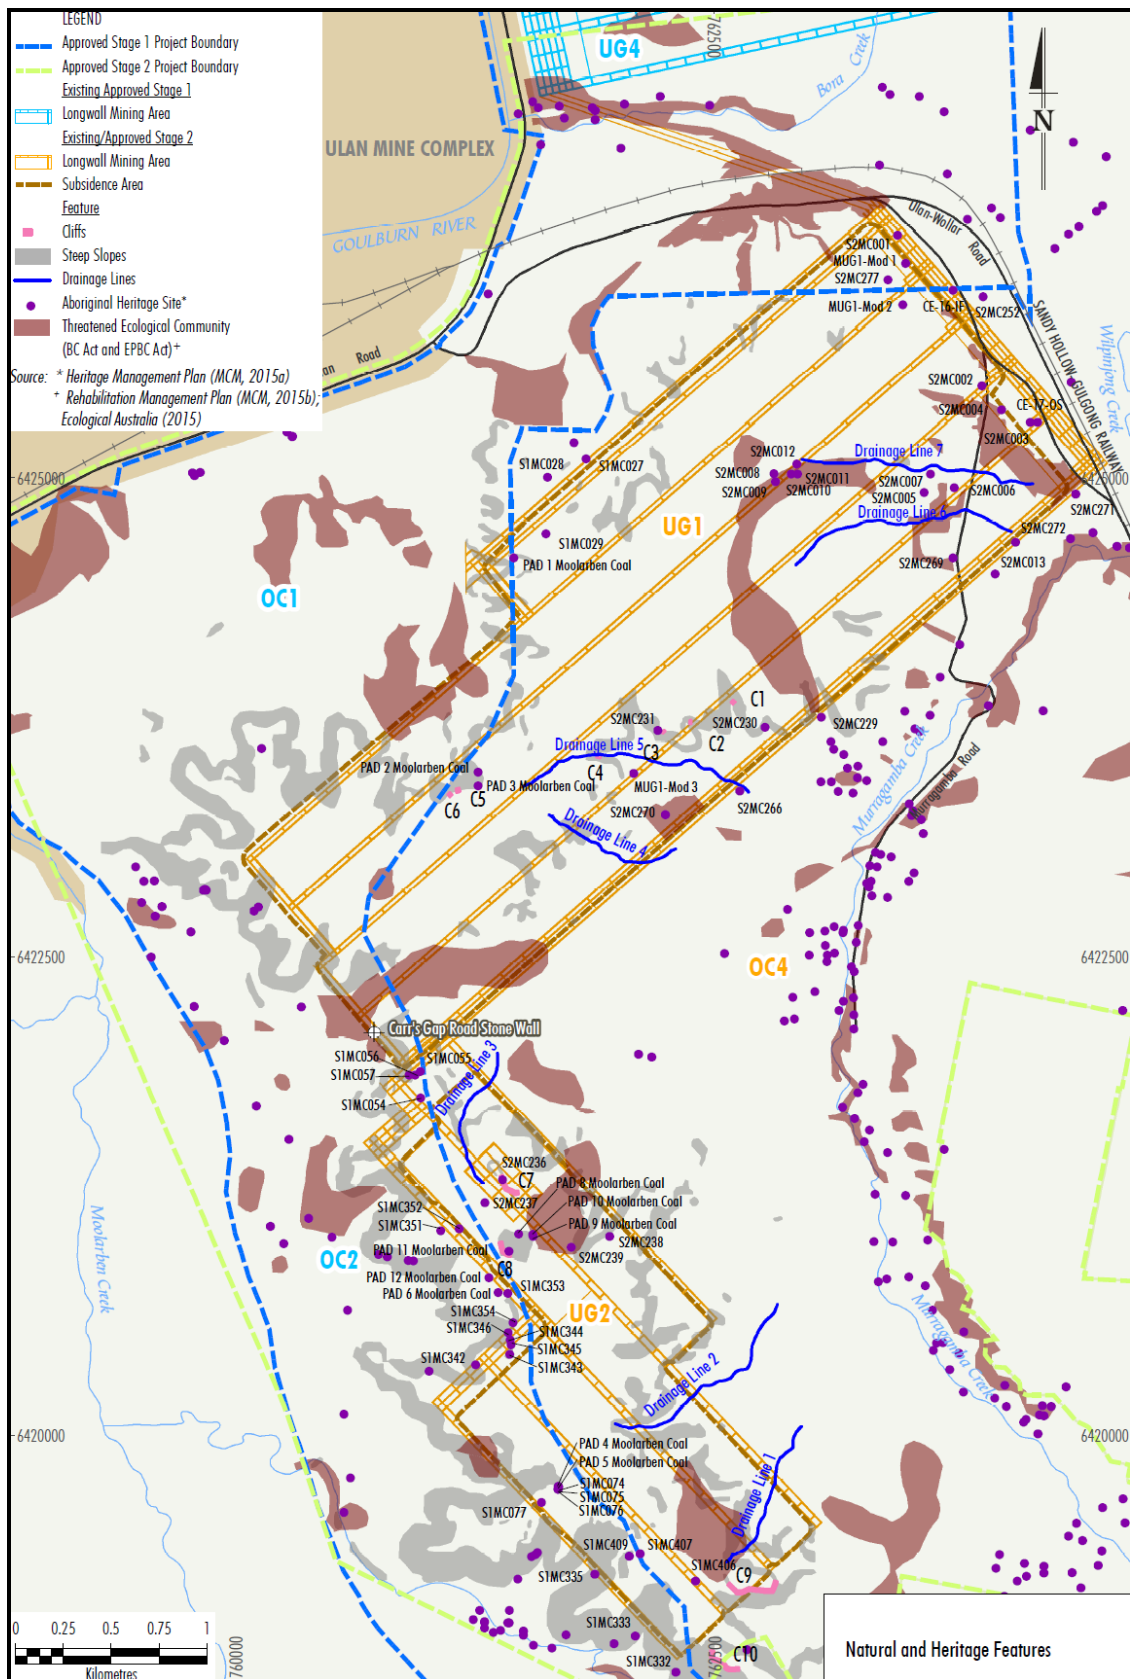 LEGEND
Approved Stage 1 Project Boundary
Approved Stage 2 Project Boundary
Existing Approved Stage 1
Longwall Mining Area
Existing/Approved Stage 2
Longwall Mining Area
Subsidence Area
Feature
Cliffs
Steep Slopes
Drainage Lines
Aboriginal Heritage Site*
Threatened Ecological Community
(BC Act and EPBC Act)+
Source: * Heritage Management Plan (MCM, 2015a)
+ Rehabilitation Management Plan (MCM, 2015b);
Ecological Australia (2015)
762500
UG4
Bora Creek
N
ULAN MINE COMPLEX
GOULBURN RIVER
Ulan-Wollar Road
S2MC001
MUG1-Mod 1
S2MC277
MUG1-Mod 2
CE-16-IF
S2MC252
SANDY HOLLOW GULGONG RAILWAY
Wilpinjong Creek
Road
S2MC002
S2MC004
CE-17-OS
S2MC003
S1MC028
S1MC027
S2MC012
S2MC008
S2MC011
S2MC009
S2MC010
Drainage Line 7
S2MC007
S2MC005
S2MC006
6425000
6425000
S2MC271
UG1
Drainage Line 6
S2MC272
S1MC029
PAD 1 Moolarben Coal
S2MC269
S2MC013
OC1
C1
S2MC231
S2MC230
S2MC229
C2
Drainage Line 5
C3
PAD 2 Moolarben Coal
C4
PAD 3 Moolarben Coal
MUG1-Mod 3
C5
C6
S2MC266
S2MC270
Drainage Line 4
Murragamba Creek
Murragamba Road
6422500
6422500
OC4
Carr's Gap Road Stone Wall
S1MC056
S1MC055
S1MC057
S1MC054
Drainage Line 3
S2MC236
C7
PAD 8 Moolarben Coal
PAD 10 Moolarben Coal
S2MC237
PAD 9 Moolarben Coal
S1MC352
S1MC351
S2MC238
S2MC239
PAD 11 Moolarben Coal
OC2
C8
PAD 12 Moolarben Coal
PAD 6 Moolarben Coal
S1MC353
UG2
S1MC354
S1MC346
S1MC344
S1MC345
S1MC343
S1MC342
Moolarben Creek
Murragamba Creek
Drainage Line 2
6420000
6420000
PAD 4 Moolarben Coal
PAD 5 Moolarben Coal
S1MC074
S1MC075
S1MC076
S1MC077
Drainage Line 1
S1MC409
S1MC407
S1MC406
C9
S1MC335
S1MC333
S1MC332
C10
0 0.25 0.5 0.75 1
Kilometres
760000
762500
Natural and Heritage Features